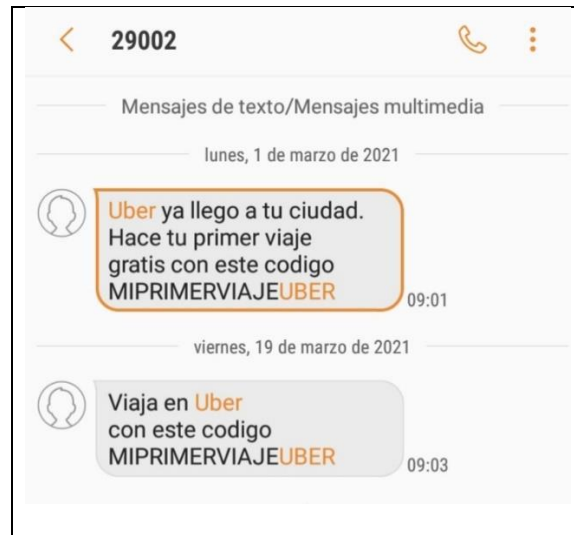 29002
Mensajes de texto/Mensajes multimedia
lunes, 1 de marzo de 2021
Uber ya llego a tu ciudad.
Hace tu primer viaje
gratis con este codigo
MIPRIMERVIAJEUBER
09:01
viernes, 19 de marzo de 2021
Viaja en Uber
con este codigo
MIPRIMERVIAJEUBER
09:03